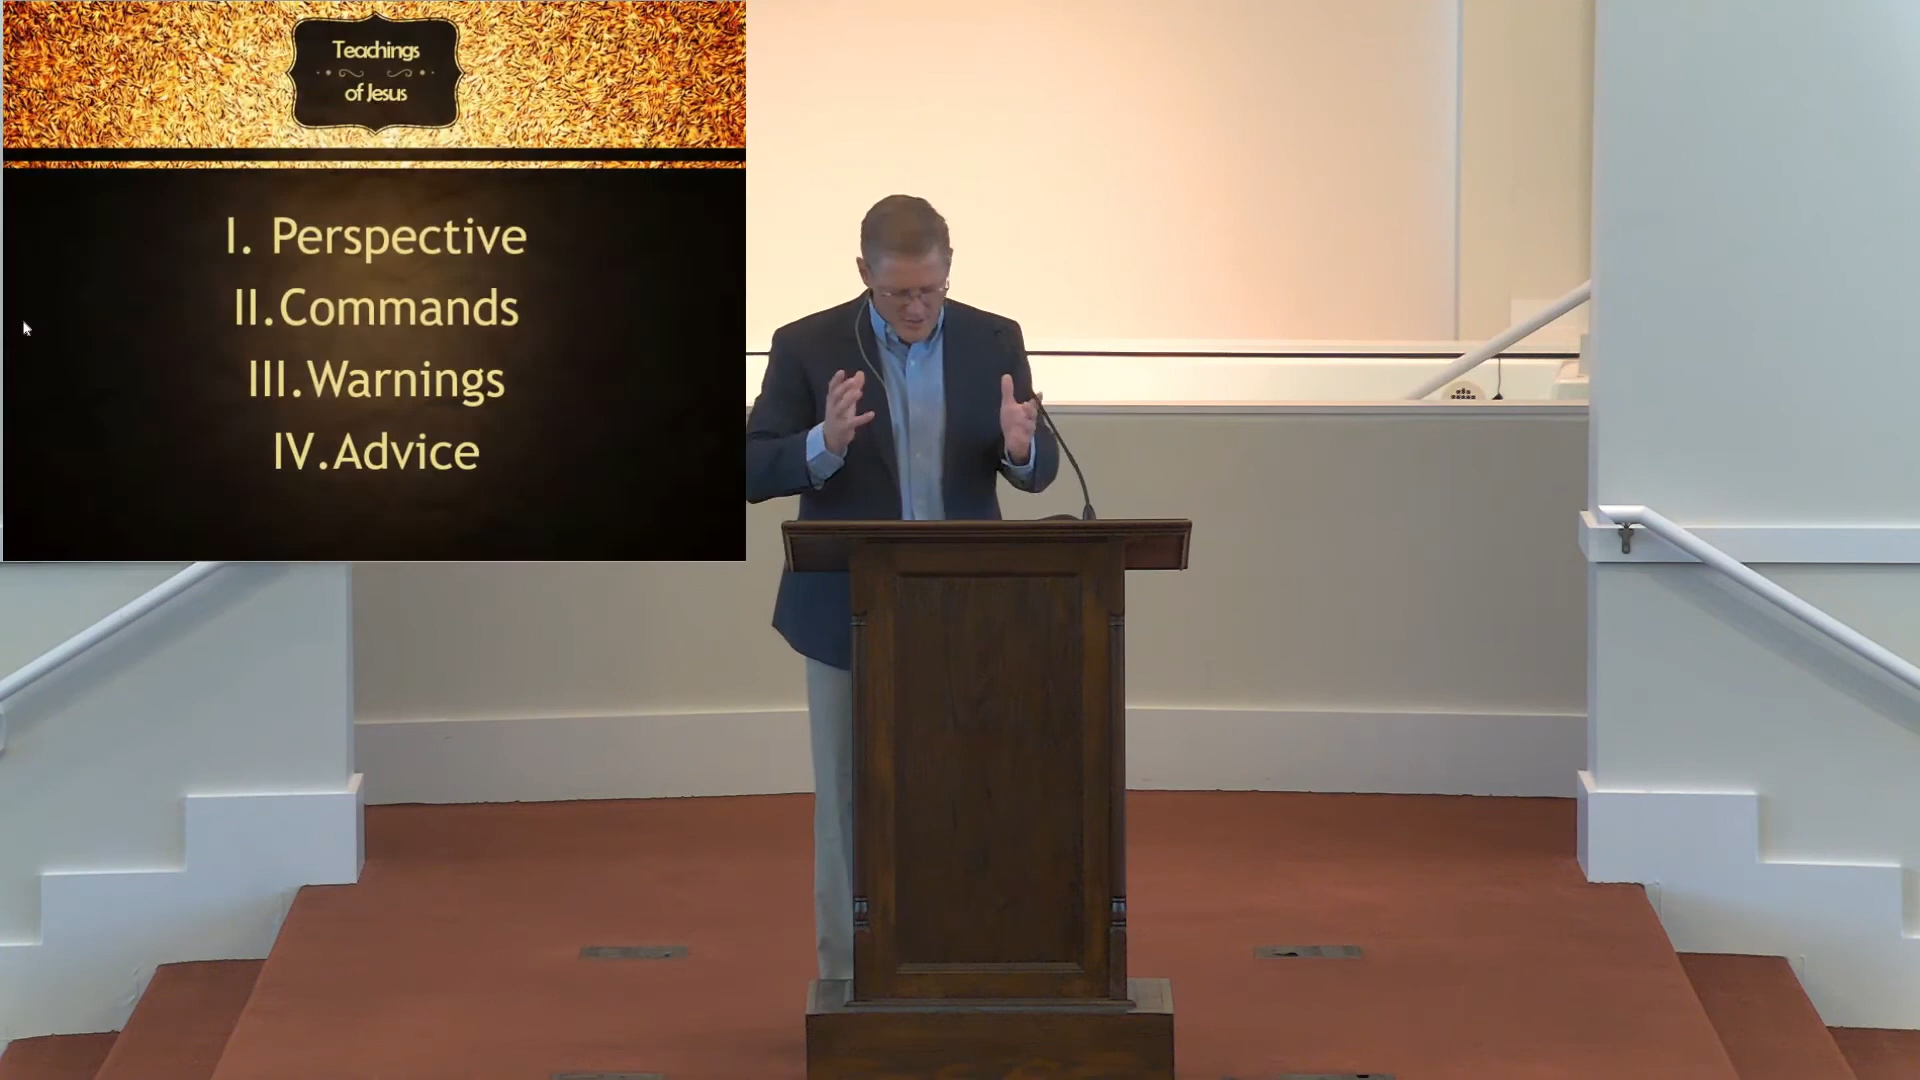 Teachings
of Jesus
I. Perspective
II.Commands
III.Warnings
IV.Advice